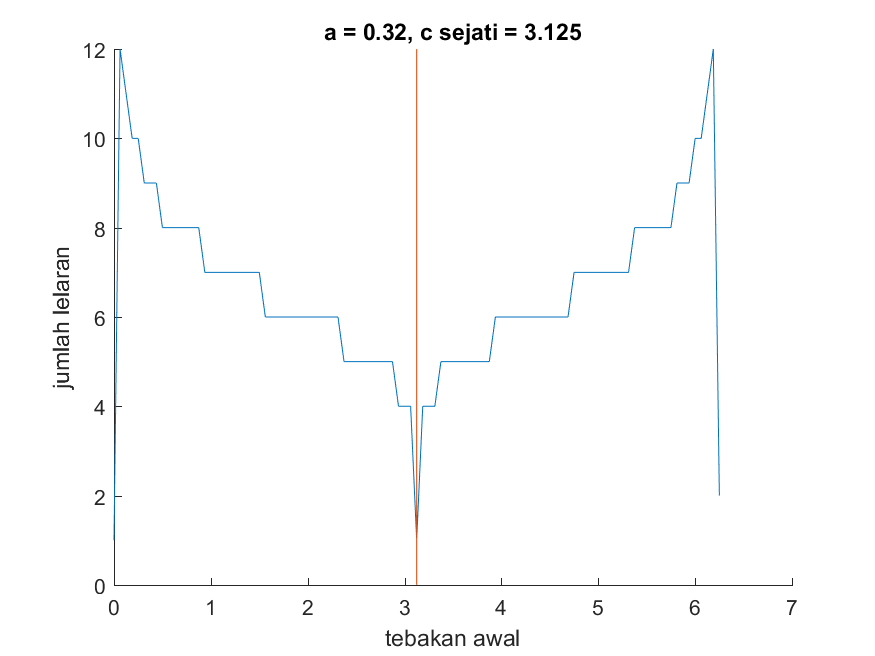 a = 0.32, c sejati = 3.125
12
10
8
6
4
2
0
jumlah lelaran
0 1 2 3 4 5 6 7
tebakan awal